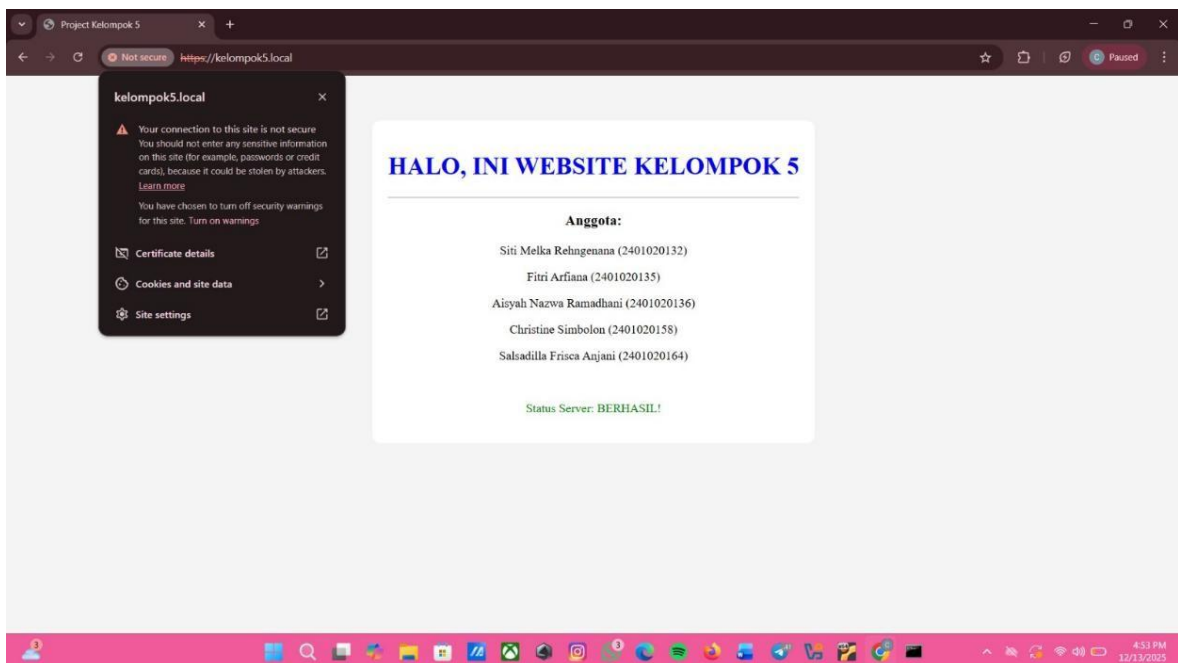 Project Kelompok 5
Not secure https://kelompok5.local
Paused
kelompok5.local
Your connection to this site is not secure
You should not enter any sensitive information
on this site (for example, passwords or credit
cards), because it could be stolen by attackers.
Learn more
You have chosen to turn off security warnings
for this site. Turn on warnings
Certificate details
Cookies and site data
Site settings
HALO, INI WEBSITE KELOMPOK 5
Anggota:
Siti Melka Rehngenana (2401020132)
Fitri Arfiana (2401020135)
Aisyah Nazwa Ramadhani (2401020136)
Christine Simbolon (2401020158)
Salsadilla Frisca Anjani (2401020164)
Status Server: BERHASIL!
4:53 PM
12/13/2025